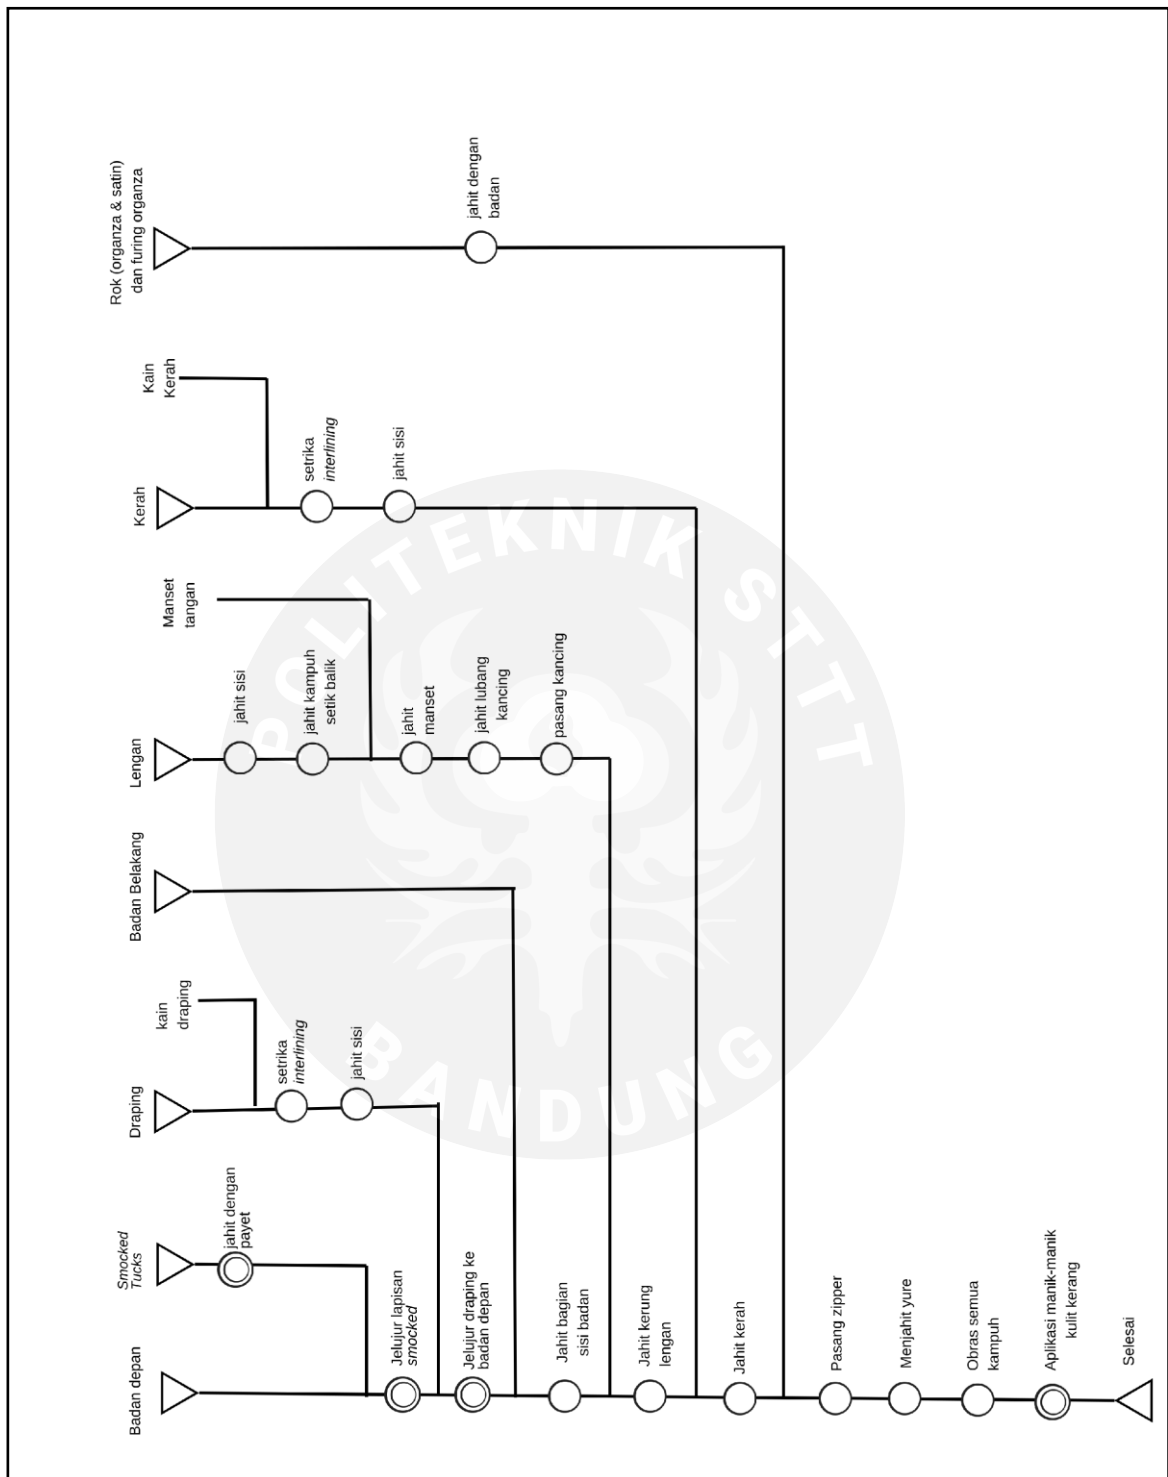 Badan depan
Jelujur lapisan
smocked
Jelujur draping ke
badan depan
Jahit bagian
sisi badan
Jahit kerung
lengan
Jahit kerah
Pasang zipper
Menjahit yure
Obras semua
kampuh
Aplikasi manik-manik
kulit kerang
Selesai
Smocked
Tucks
jahit dengan
payet
Draping
kain
draping
setrika
interlining
jahit sisi
Badan Belakang
Lengan
jahit sisi
jahit kampuh
setik balik
Manset
tangan
jahit
manset
jahit lubang
kancing
pasang kancing
Kerah
Kain
Kerah
setrika
interlining
jahit sisi
Rok (organza & satin)
dan furing organza
jahit dengan
badan
POLITEKNIK STTT
BANDUNG